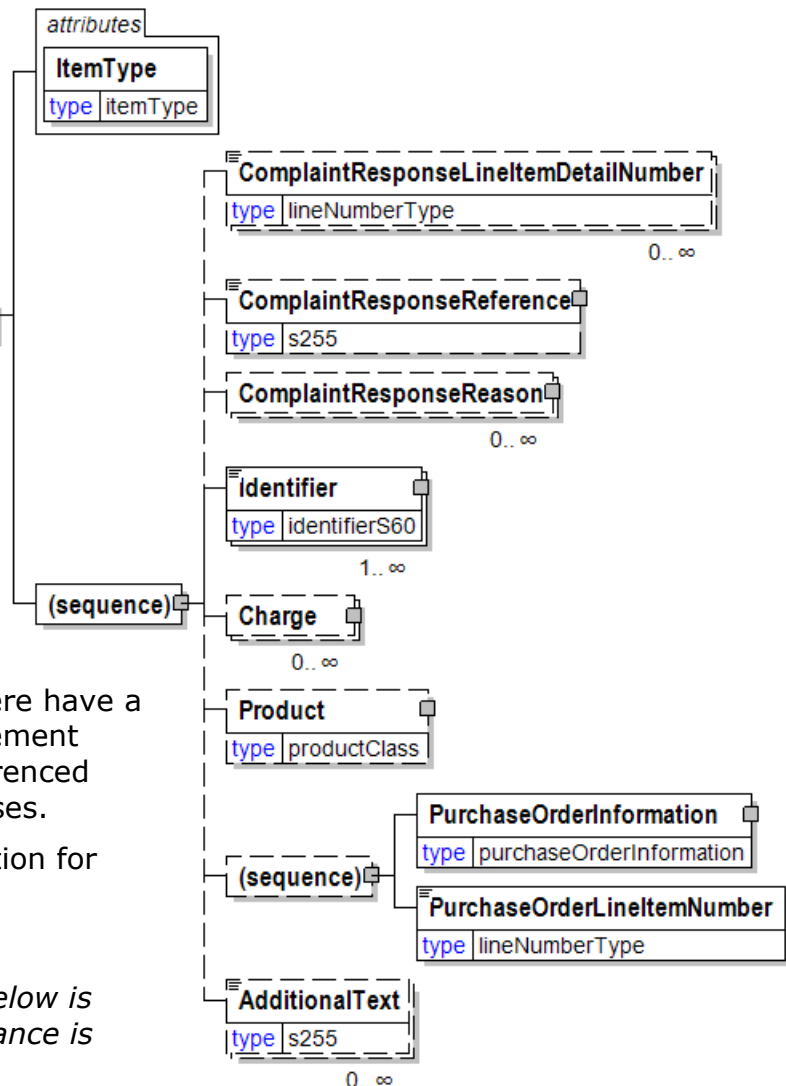 attributes
ItemType
type itemType
ComplaintResponseLineItemDetailNumber
type lineNumberType
0.. ∞
ComplaintResponseReference
type s255
ComplaintResponseReason
0.. ∞
Identifier
type identifierS60
1.. ∞
(sequence)
Charge
0.. ∞
Product
type productClass
ere have a
ement
renced
ses.
tion for
(sequence)
PurchaseOrderInformation
type purchaseOrderInformation
PurchaseOrderLineItemNumber
type lineNumberType
elow is
ance is
AdditionalText
type s255
0.. ∞